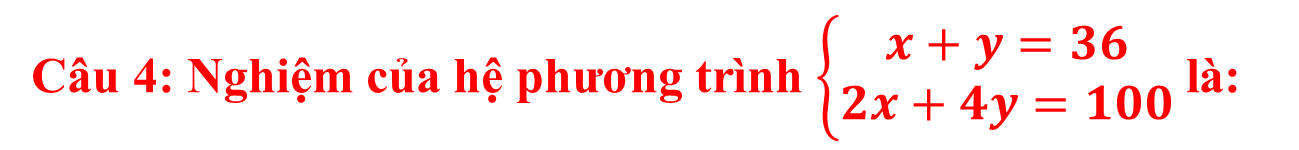 Câu 4: Nghiệm của hệ phương trình { x + y = 36
2x + 4y = 100 là: